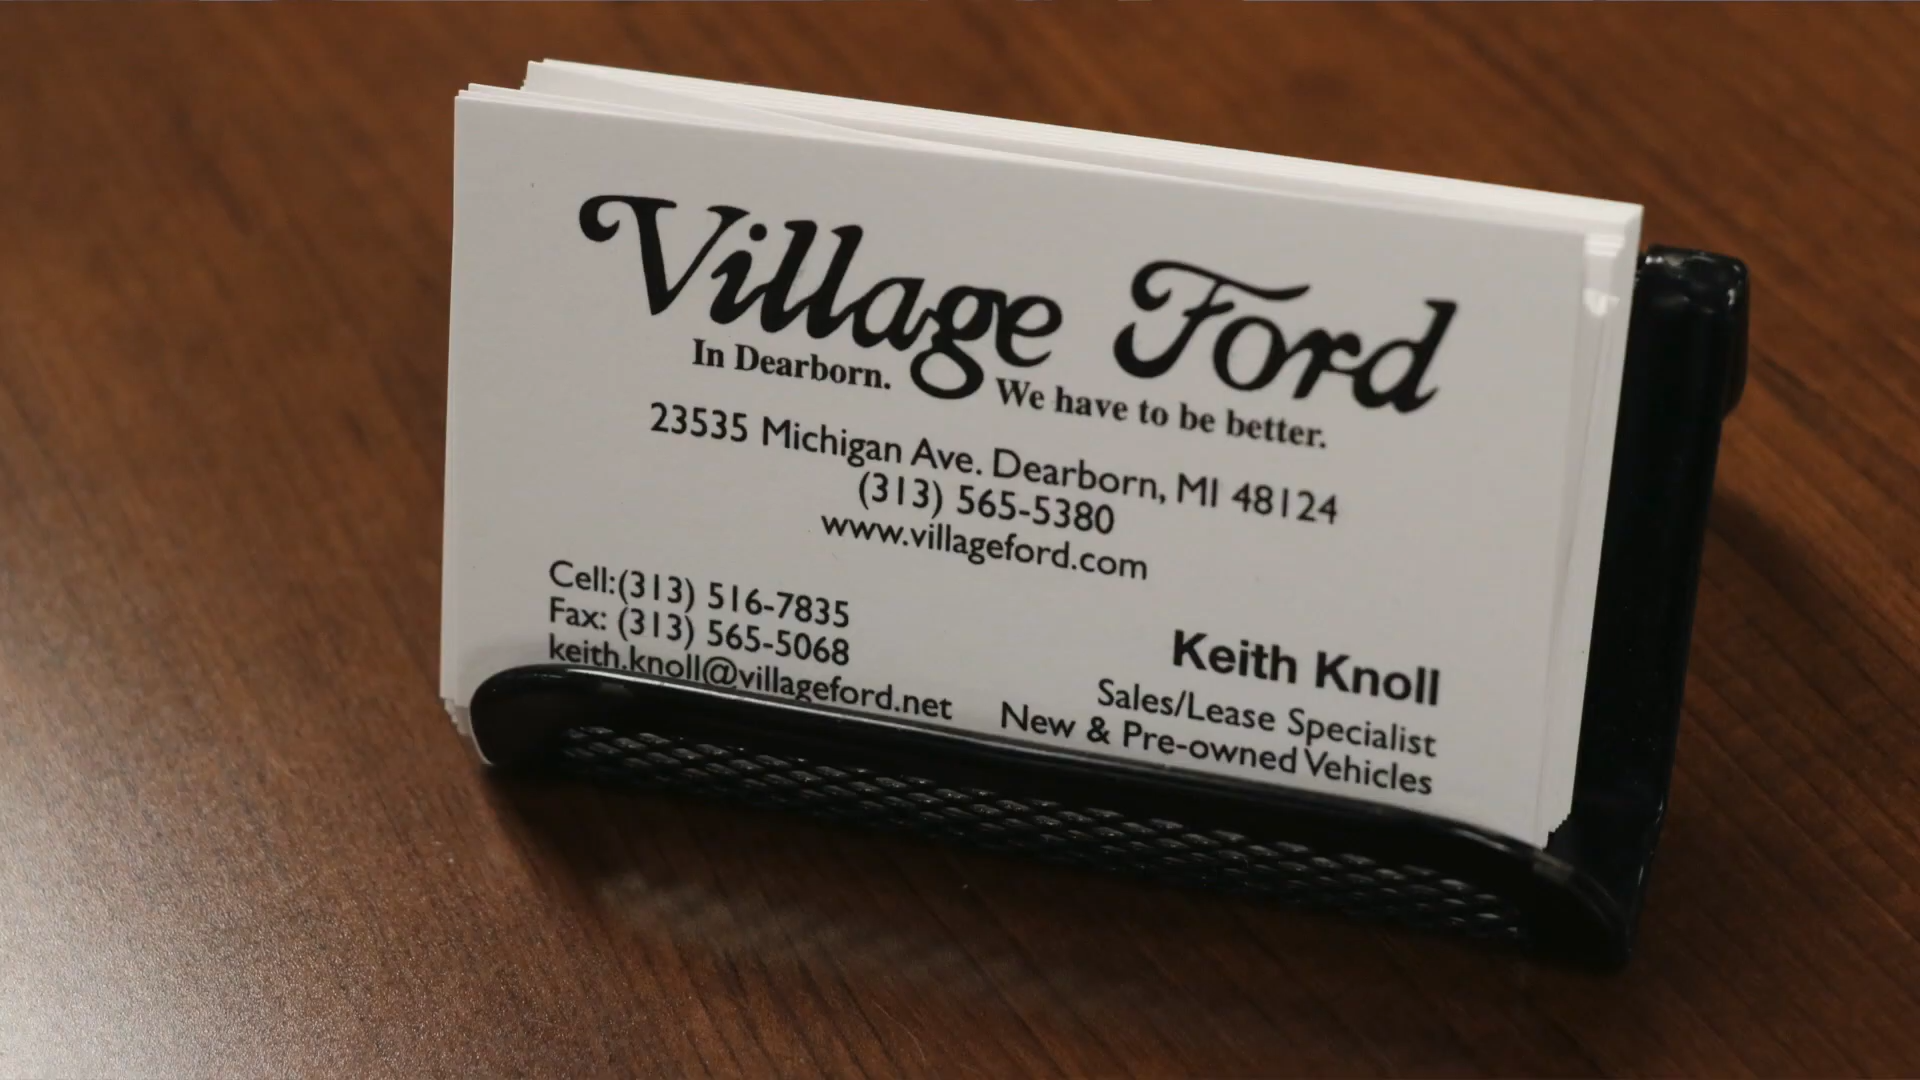 Village Ford
In Dearborn. We have to be better.
23535 Michigan Ave. Dearborn, MI 48124
(313) 565-5380
www.villageford.com
Cell:(313) 516-7835
Fax: (313) 565-5068
keith.knoll@villageford.net
Keith Knoll
Sales/Lease Specialist
New & Pre-owned Vehicles